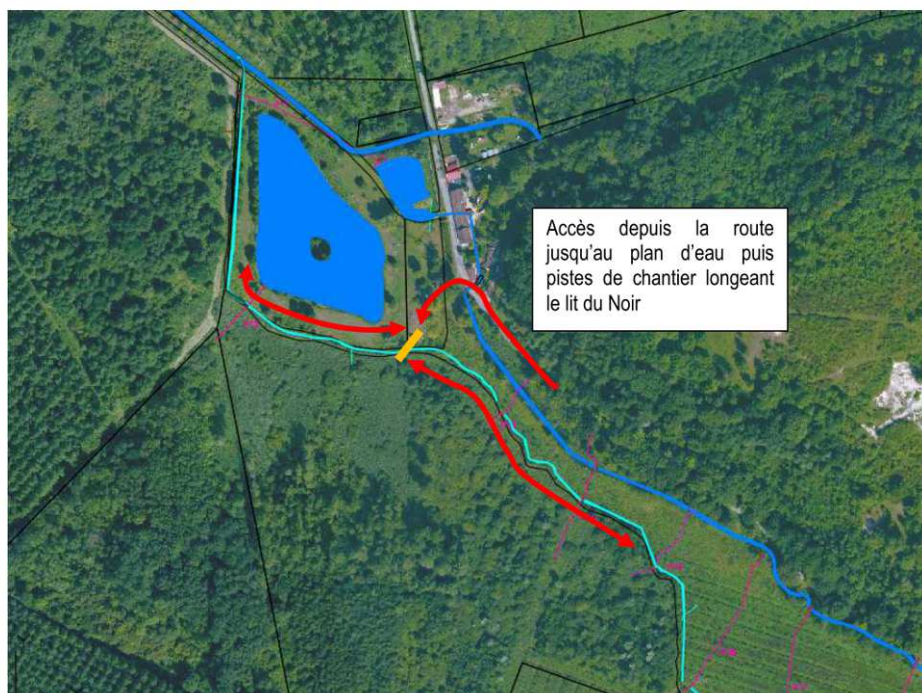 Accès depuis la route
jusqu’au plan d’eau puis
pistes de chantier longeant
le lit du Noir